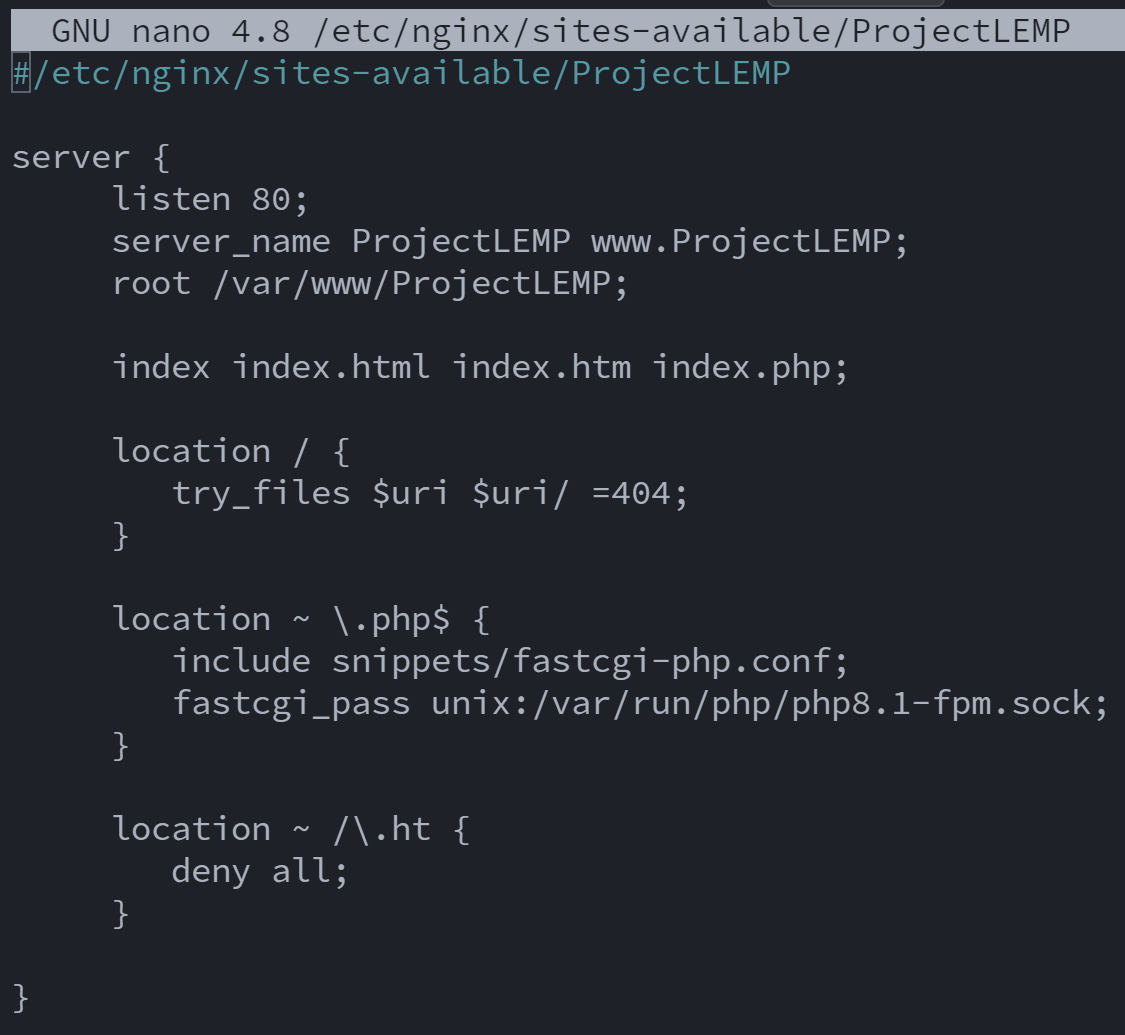 GNU nano 4.8 /etc/nginx/sites-available/ProjectLEMP
#/etc/nginx/sites-available/ProjectLEMP
server {
listen 80;
server_name ProjectLEMP www.ProjectLEMP;
root /var/www/ProjectLEMP;
index index.html index.htm index.php;
location / {
try_files $uri $uri/ =404;
}
location ~ \.php$ {
include snippets/fastcgi-php.conf;
fastcgi_pass unix:/var/run/php/php8.1-fpm.sock;
}
location ~ /\.ht {
deny all;
}
}